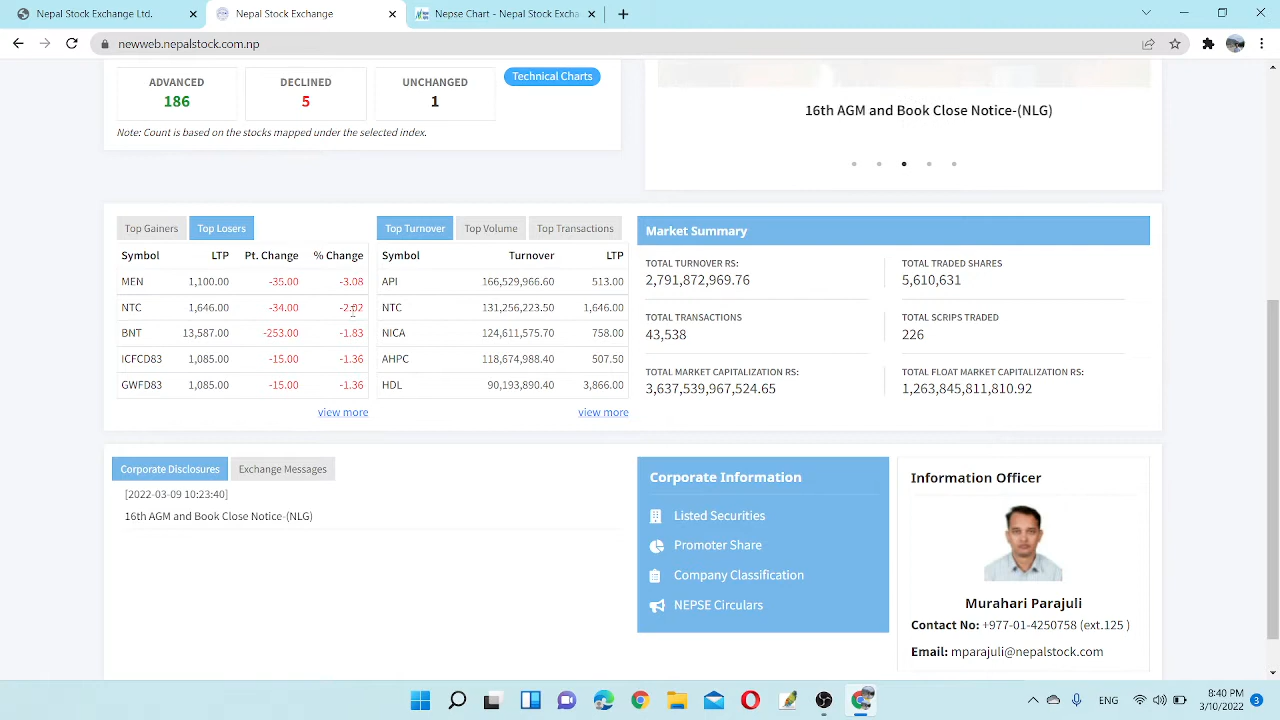 Nepal Stock Exchange Ltd.
Nepal Stock Exchange
NEPSE Chart - Nepal Stock Excha
newweb.nepalstock.com.np
ADVANCED
186
DECLINED
5
UNCHANGED
1
Technical Charts
Note: Count is based on the stocks mapped under the selected index.
16th AGM and Book Close Notice-(NLG)
Top Gainers
Top Losers
Symbol LTP Pt. Change % Change
MEN 1,100.00 -35.00 -3.08
NTC 1,646.00 -34.00 -2.02
BNT 13,587.00 -253.00 -1.83
ICFCD83 1,085.00 -15.00 -1.36
GWFD83 1,085.00 -15.00 -1.36
view more
Top Turnover
Top Volume
Top Transactions
Symbol Turnover LTP
API 166,529,966.60 513.00
NTC 131,256,223.50 1,646.00
NICA 124,611,575.70 758.00
AHPC 118,674,988.40 507.50
HDL 90,193,890.40 3,866.00
view more
Market Summary
TOTAL TURNOVER RS:
2,791,872,969.76
TOTAL TRADED SHARES
5,610,631
TOTAL TRANSACTIONS
43,538
TOTAL SCRIPS TRADED
226
TOTAL MARKET CAPITALIZATION RS:
3,637,539,967,524.65
TOTAL FLOAT MARKET CAPITALIZATION RS:
1,263,845,811,810.92
Corporate Disclosures
Exchange Messages
[2022-03-09 10:23:40]
16th AGM and Book Close Notice-(NLG)
Corporate Information
Listed Securities
Promoter Share
Company Classification
NEPSE Circulars
Information Officer
Murahari Parajuli
Contact No: +977-01-4250758 (ext.125 )
Email: mparajuli@nepalstock.com
ENG
8:40 PM
3/10/2022
3